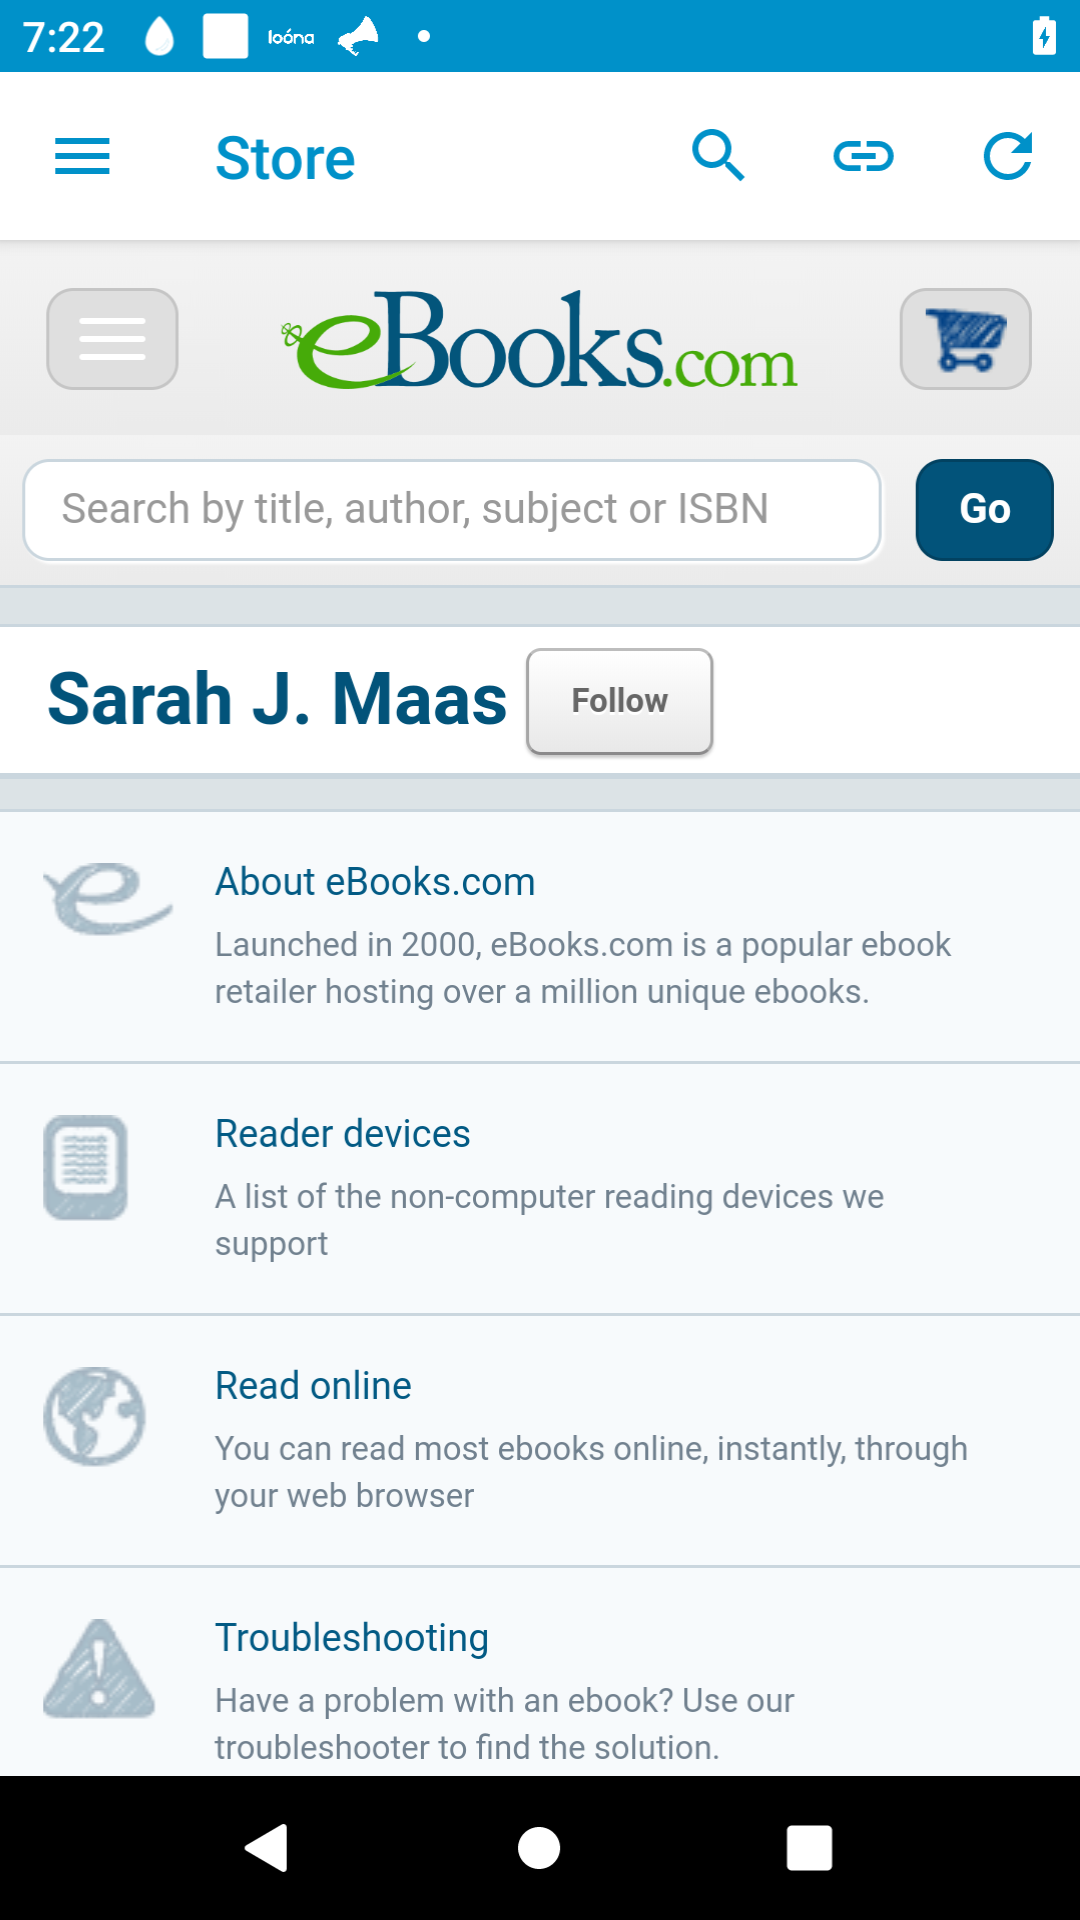 7:22
loóna
Store
eBooks.com
Search by title, author, subject or ISBN
Go
Sarah J. Maas
Follow
About eBooks.com
Launched in 2000, eBooks.com is a popular ebook
retailer hosting over a million unique ebooks.
Reader devices
A list of the non-computer reading devices we
support
Read online
You can read most ebooks online, instantly, through
your web browser
Troubleshooting
Have a problem with an ebook? Use our
troubleshooter to find the solution.